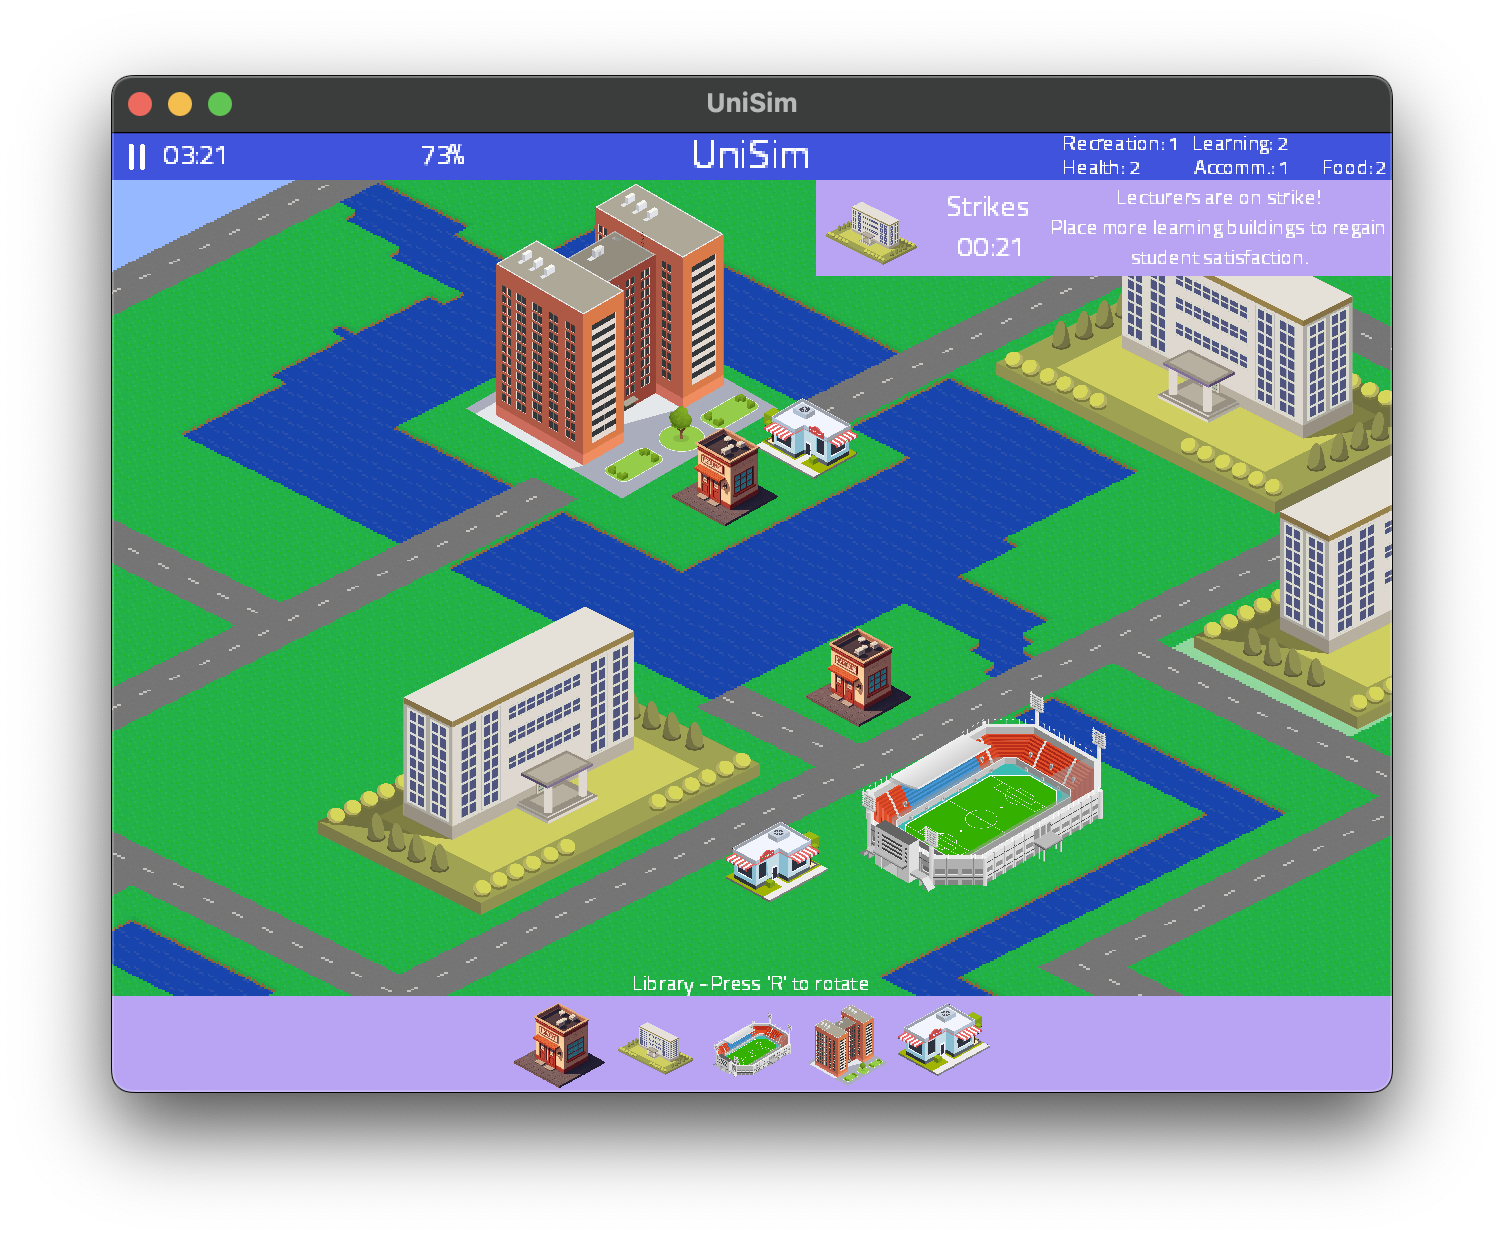 UniSim
03:21
73%
UniSim
Recreation: 1 Learning: 2
Health: 2 Accomm.: 1 Food: 2
Strikes
00:21
Lecturers are on strike!
Place more learning buildings to regain
student satisfaction.
Library - Press 'R' to rotate